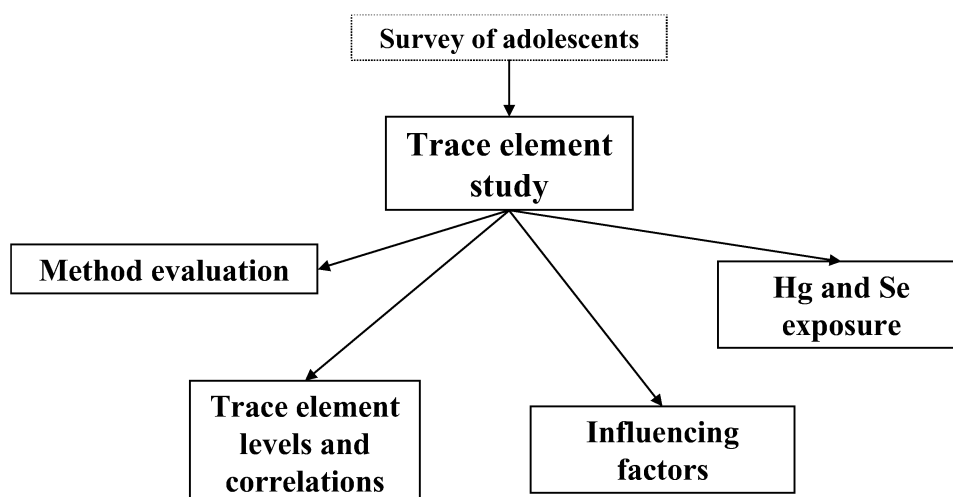 Survey of adolescents
Trace element
study
Method evaluation
Hg and Se
exposure
Trace element
levels and
correlations
Influencing
factors